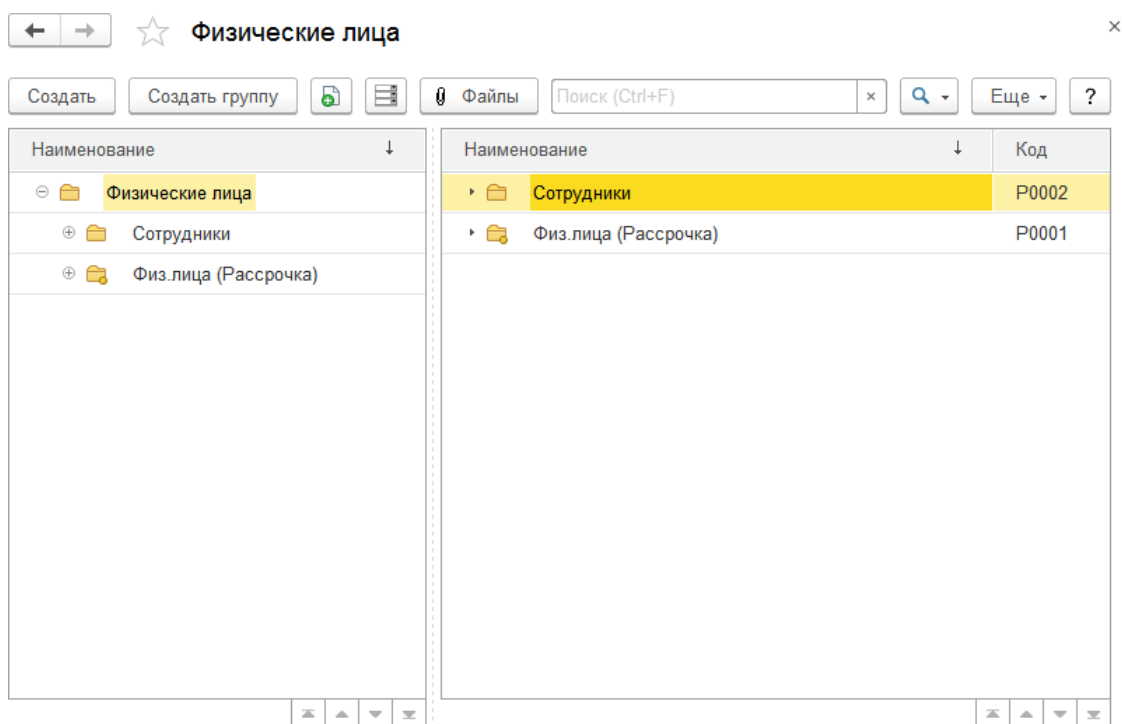 Физические лица
Создать Создать группу Файлы Поиск (Ctrl+F) × Еще ?
Наименование ↓ Наименование ↓ Код
Физические лица Сотрудники P0002
Сотрудники Физ.лица (Рассрочка) P0001
Физ.лица (Рассрочка)